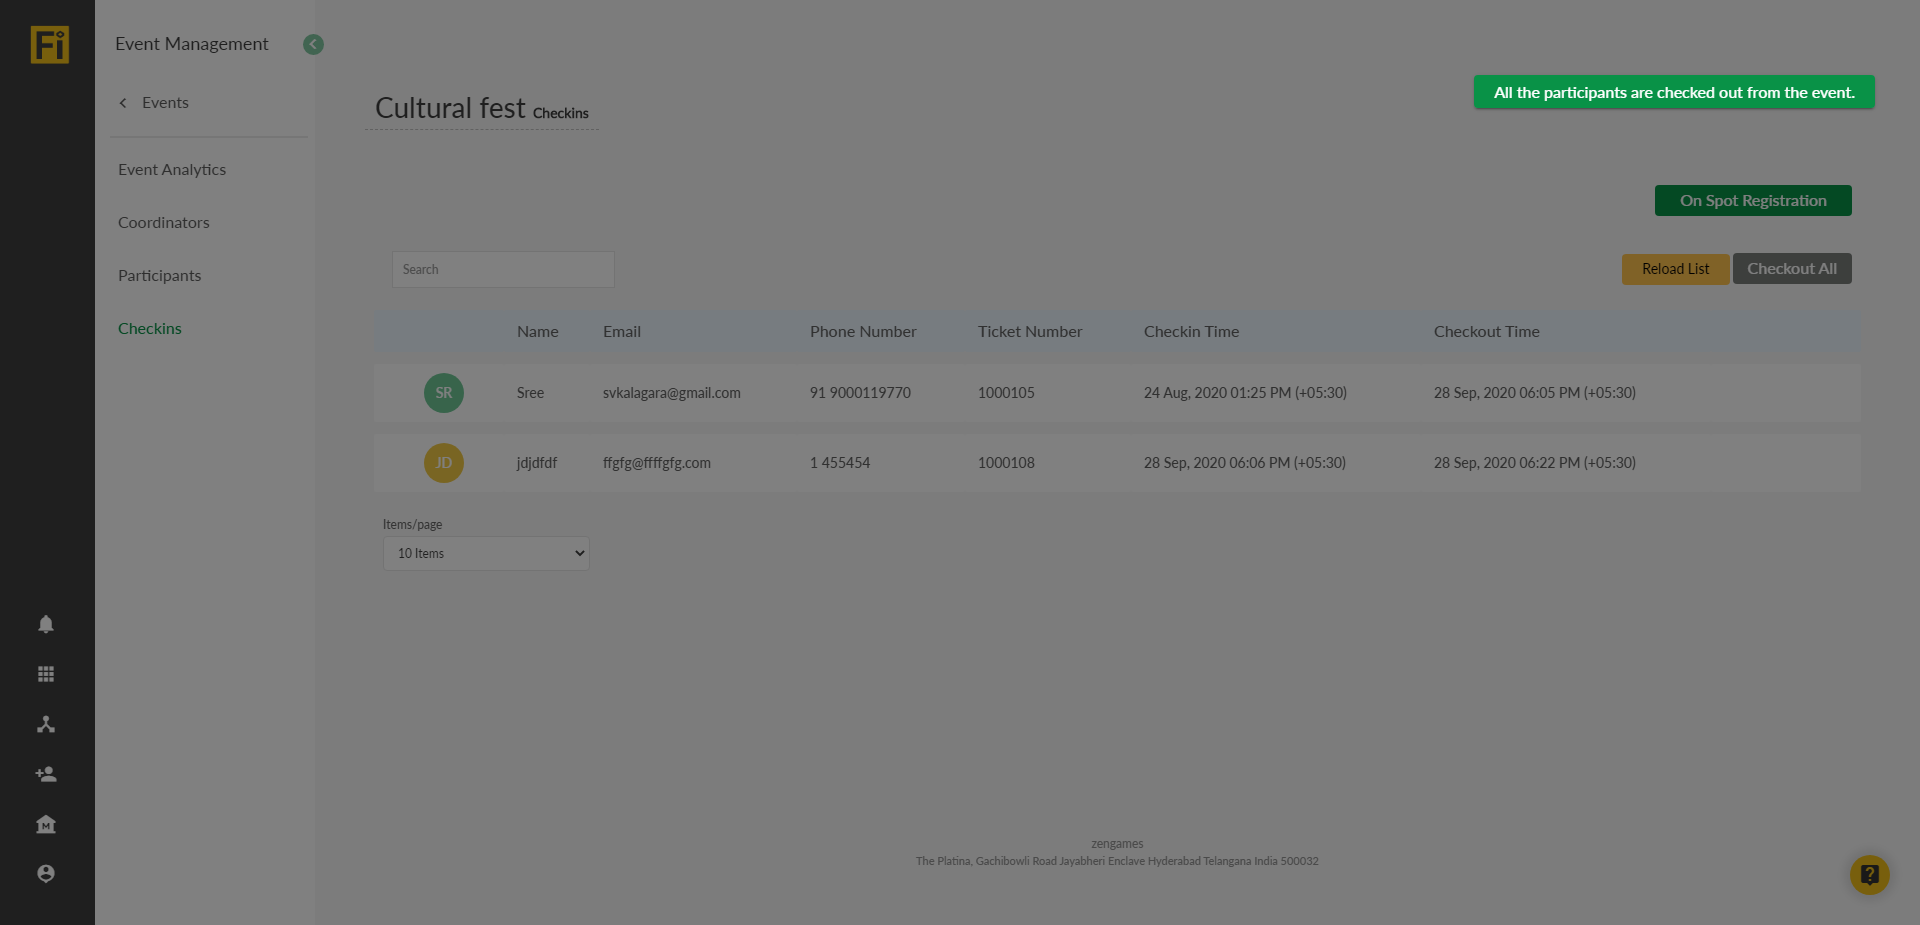 Fi
Event Management
Events
Event Analytics
Coordinators
Participants
Checkins
Cultural fest Checkins
All the participants are checked out from the event.
On Spot Registration
Search
Reload List
Checkout All
Name Email Phone Number Ticket Number Checkin Time Checkout Time
SR Sree svkalagara@gmail.com 91 9000119770 1000105 24 Aug, 2020 01:25 PM (+05:30) 28 Sep, 2020 06:05 PM (+05:30)
JD jdjdfdf ffgfg@ffffgfg.com 1 455454 1000108 28 Sep, 2020 06:06 PM (+05:30) 28 Sep, 2020 06:22 PM (+05:30)
Items/page
10 Items
M
zengames
The Platina, Gachibowli Road Jayabheri Enclave Hyderabad Telangana India 500032
?